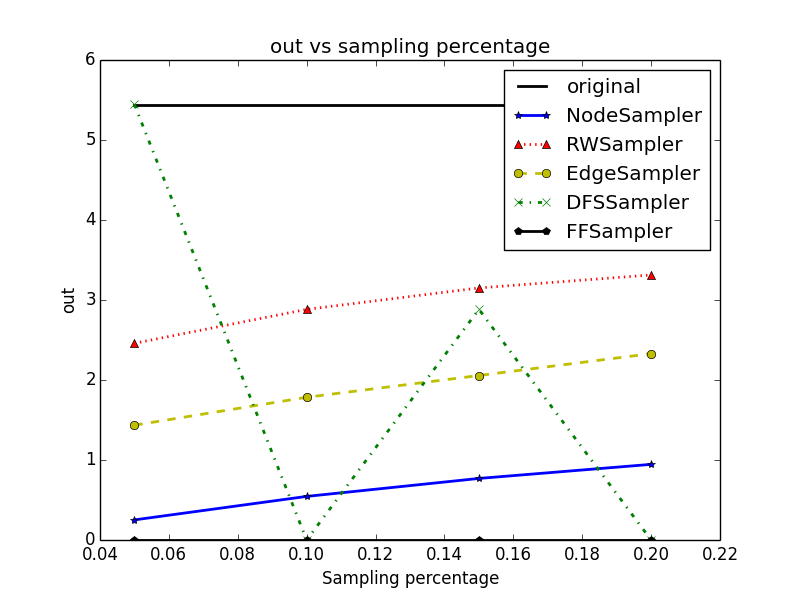 out vs sampling percentage
6
5
4
3
2
1
0
out
original
NodeSampler
RWSampler
EdgeSampler
DFSSampler
FFSampler
0.04 0.06 0.08 0.10 0.12 0.14 0.16 0.18 0.20 0.22
Sampling percentage